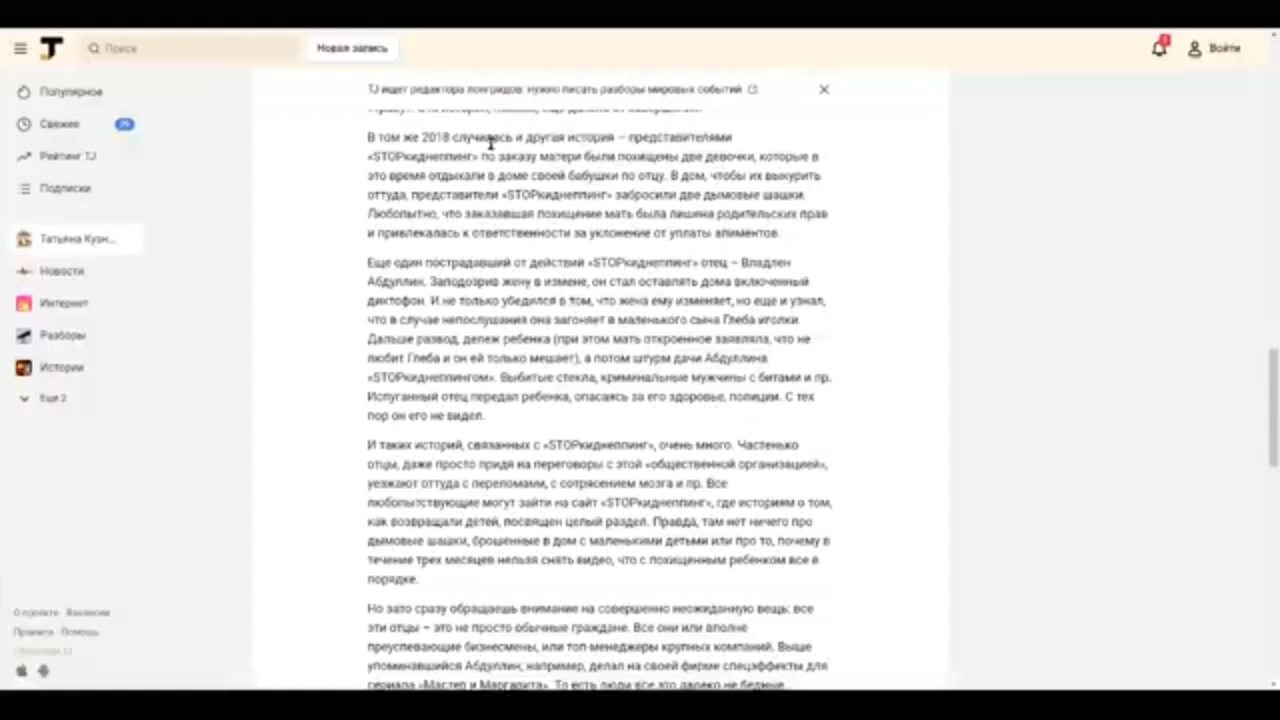 Поиск
Новая запись
Войти
TJ ищет редактора лонгридов: нужно писать разборы мировых событий
Популярное
Свежее
Рейтинг TJ
Подписки
Татьяна Кузн...
Новости
Интернет
Разборы
Истории
Еще 2
В том же 2018 случилась и другая история – представителями
«STOPкиднеппинг» по заказу матери были похищены две девочки, которые в
это время отдыхали в доме своей бабушки по отцу. В дом, чтобы их выкурить
оттуда, представители «STOPкиднеппинг» забросили две дымовые шашки.
Любопытно, что заказавшая похищение мать была лишена родительских прав
и привлекалась к ответственности за уклонение от уплаты алиментов.
Еще один пострадавший от действий «STOPкиднеппинг» отец – Владлен
Абдуллин. Заподозрив жену в измене, он стал оставлять дома включенный
диктофон. И не только убедился в том, что жена ему изменяет, но еще и узнал,
что в случае непослушания она загоняет в маленького сына Глеба иголки.
Дальше развод, дележ ребенка (при этом мать откровенное заявляла, что не
любит Глеба и он ей только мешает), а потом штурм дачи Абдуллина
«STOPкиднеппингом». Выбитые стекла, криминальные мужчины с битами и пр.
Испуганный отец передал ребенка, опасаясь за его здоровье, полиции. С тех
пор он его не видел.
И таких историй, связанных с «STOPкиднеппинг», очень много. Частенько
отцы, даже просто придя на переговоры с этой «общественной организацией»,
уезжают оттуда с переломами, с сотрясением мозга и пр. Все
любопытствующие могут зайти на сайт «STOPкиднеппинг», где историям о том,
как возвращали детей, посвящен целый раздел. Правда, там нет ничего про
дымовые шашки, брошенные в дом с маленькими детьми или про то, почему в
течение трех месяцев нельзя снять видео, что с похищенным ребенком все в
порядке.
Но зато сразу обращаешь внимание на совершенно неожиданную вещь: все
эти отцы – это не просто обычные граждане. Все они или вполне
преуспевающие бизнесмены, или топ-менеджеры крупных компаний. Выше
упоминавшийся Абдуллин, например, делал на своей фирме спецэффекты для
сериала «Мастер и Маргарита». То есть люди все это далеко не бедные.
О проекте Вакансии
Правила Помощь